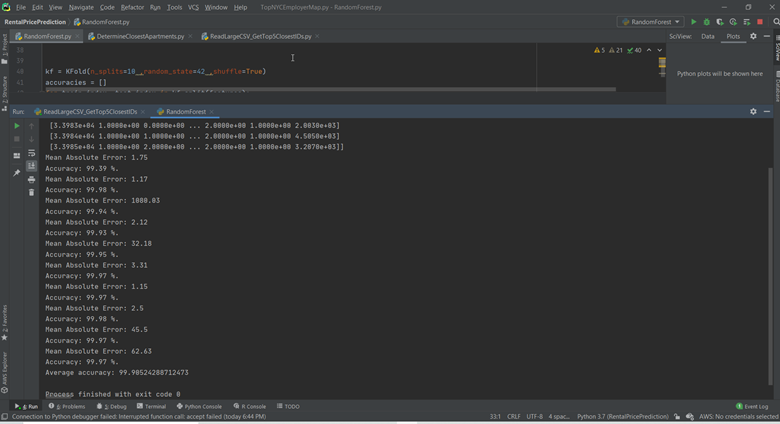 File Edit View Navigate Code Refactor Run Tools VCS Window Help TopNYCEmployerMap.py - RandomForest.py
RentalPricePrediction RandomForest.py RandomForest
RandomForest.py DetermineClosestApartments.py ReadLargeCSV_GetTop5ClosestIDs.py SciView: Data Plots
38 5 21 40
39
40 kf = KFold(n_splits=10, random_state=42, shuffle=True)
41 accuracies = []
Python plots will be shown here
Run: ReadLargeCSV_GetTop5ClosestIDs RandomForest
[3.3983e+04 1.0000e+00 0.0000e+00 ... 2.0000e+00 1.0000e+00 2.0030e+03]
[3.3984e+04 1.0000e+00 1.0000e+00 ... 2.0000e+00 1.0000e+00 4.5050e+03]
[3.3985e+04 1.0000e+00 2.0000e+00 ... 2.0000e+00 1.0000e+00 3.2070e+03]]
Mean Absolute Error: 1.75
Accuracy: 99.39 %.
Mean Absolute Error: 1.17
Accuracy: 99.98 %.
Mean Absolute Error: 1080.03
Accuracy: 99.94 %.
Mean Absolute Error: 2.12
Accuracy: 99.93 %.
Mean Absolute Error: 32.18
Accuracy: 99.95 %.
Mean Absolute Error: 3.31
Accuracy: 99.97 %.
Mean Absolute Error: 1.15
Accuracy: 99.97 %.
Mean Absolute Error: 2.5
Accuracy: 99.98 %.
Mean Absolute Error: 45.5
Accuracy: 99.97 %.
Mean Absolute Error: 62.63
Accuracy: 99.97 %.
Average accuracy: 99.90524288712473
Process finished with exit code 0
1: Project
7: Structure
2: Favorites
AWS Explorer
SciView
Database
4: Run 6: Problems 5: Debug Terminal Python Console R Console TODO 1 Event Log
Connection to Python debugger failed: Interrupted function call: accept failed (today 6:44 PM) 33:1 CRLF UTF-8 4 spac.. Python 3.7 (RentalPricePrediction) AWS: No credentials selected